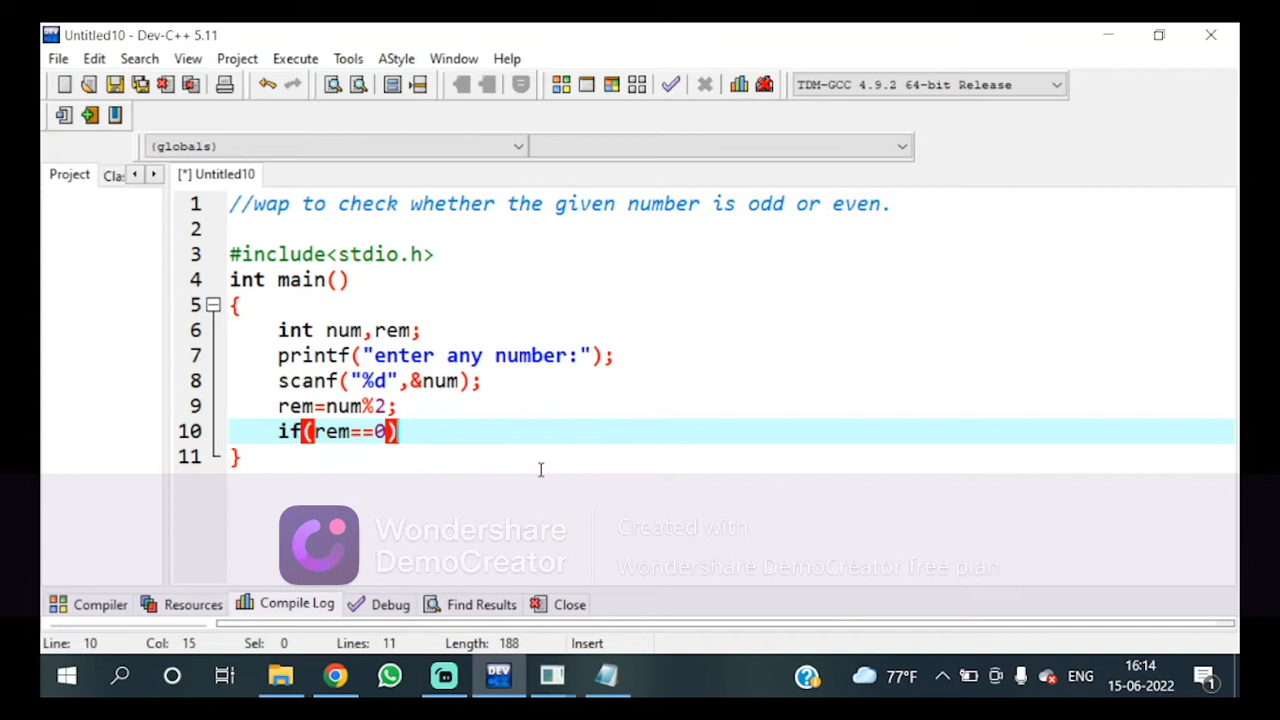 Untitled10 - Dev-C++ 5.11
File Edit Search View Project Execute Tools AStyle Window Help
TDM-GCC 4.9.2 64-bit Release
(globals)
Project Cla [*] Untitled10
1 //wap to check whether the given number is odd or even.
2
3 #include<stdio.h>
4 int main()
5 {
6 int num,rem;
7 printf("enter any number:");
8 scanf("%d",&num);
9 rem=num%2;
10 if(rem==0)
11 }
Wondershare DemoCreator
Created with
Wondershare DemoCreator free plan
Compiler Resources Compile Log Debug Find Results Close
Line: 10 Col: 15 Sel: 0 Lines: 11 Length: 188 Insert
DEV 77°F ENG 16:14
15-06-2022 1